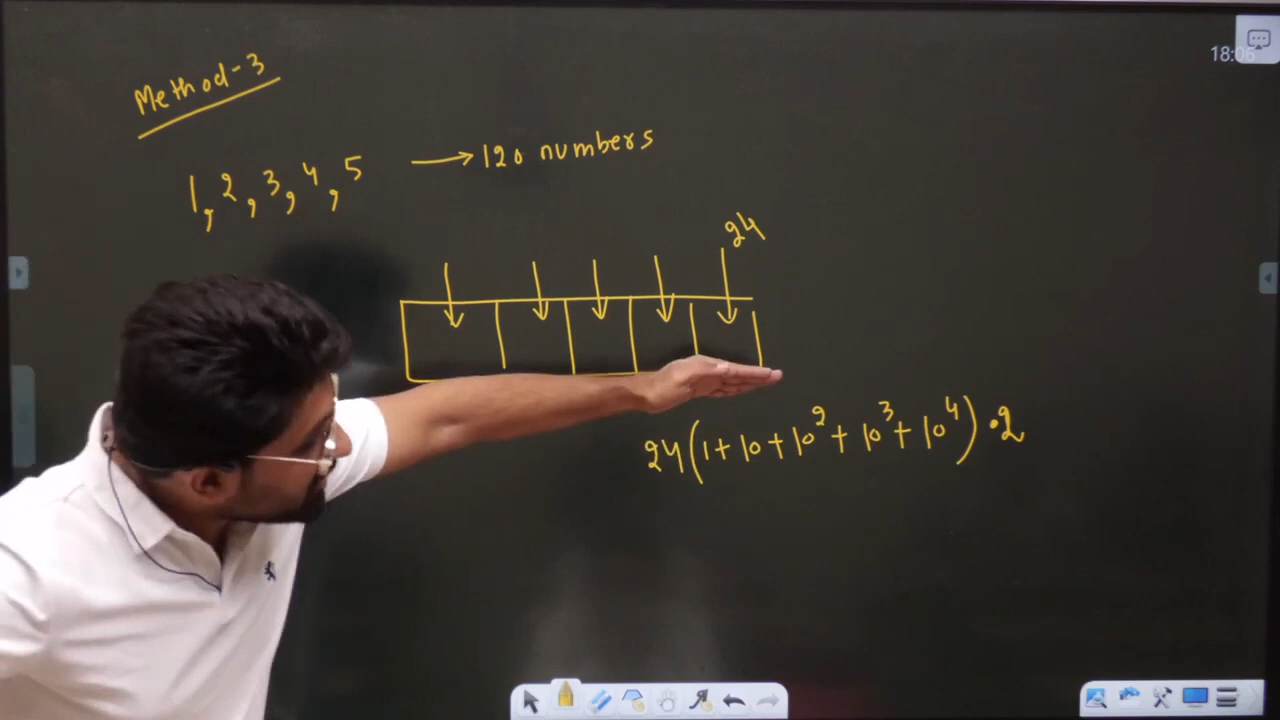 18:06
Method-3
1, 2, 3, 4, 5 → 120 numbers
24
24(1+10+10²+10³+10⁴)·2